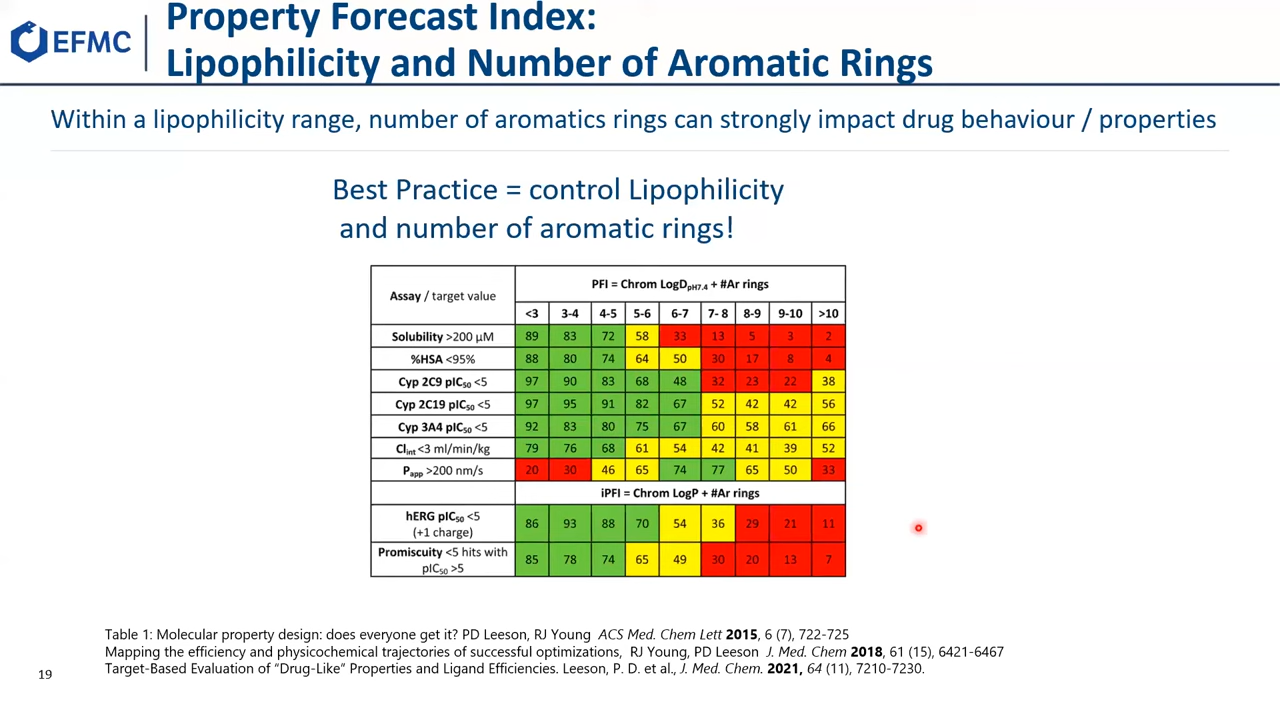 EFMC
Property Forecast Index:
Lipophilicity and Number of Aromatic Rings
Within a lipophilicity range, number of aromatics rings can strongly impact drug behaviour / properties
Best Practice = control Lipophilicity
and number of aromatic rings!
Assay / target value
PFI = Chrom LogD pH7.4 + #Ar rings
<3 3-4 4-5 5-6 6-7 7- 8 8-9 9-10 >10
Solubility >200 µM 89 83 72 58 33 13 5 3 2
%HSA <95% 88 80 74 64 50 30 17 8 4
Cyp 2C9 pIC50 <5 97 90 83 68 48 32 23 22 38
Cyp 2C19 pIC50 <5 97 95 91 82 67 52 42 42 56
Cyp 3A4 pIC50 <5 92 83 80 75 67 60 58 61 66
Clint <3 ml/min/kg 79 76 68 61 54 42 41 39 52
Papp >200 nm/s 20 30 46 65 74 77 65 50 33
iPFI = Chrom LogP + #Ar rings
hERG pIC50 <5
(+1 charge) 86 93 88 70 54 36 29 21 11
Promiscuity <5 hits with
pIC50 >5 85 78 74 65 49 30 20 13 7
Table 1: Molecular property design: does everyone get it? PD Leeson, RJ Young ACS Med. Chem Lett 2015, 6 (7), 722-725
Mapping the efficiency and physicochemical trajectories of successful optimizations, RJ Young, PD Leeson J. Med. Chem 2018, 61 (15), 6421-6467
Target-Based Evaluation of “Drug-Like” Properties and Ligand Efficiencies. Leeson, P. D. et al., J. Med. Chem. 2021, 64 (11), 7210-7230.
19